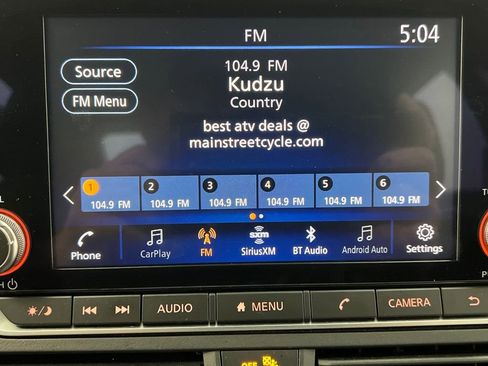 FM
5:04
Source
104.9 FM
FM Menu
Kudzu
Country
best atv deals @
mainstreetcycle.com
1 2 3 4 5 6
104.9 FM 104.9 FM 104.9 FM 104.9 FM 104.9 FM 104.9 FM
sxm
Phone CarPlay FM SiriusXM BT Audio Android Auto Settings
AUDIO MENU CAMERA
OFF